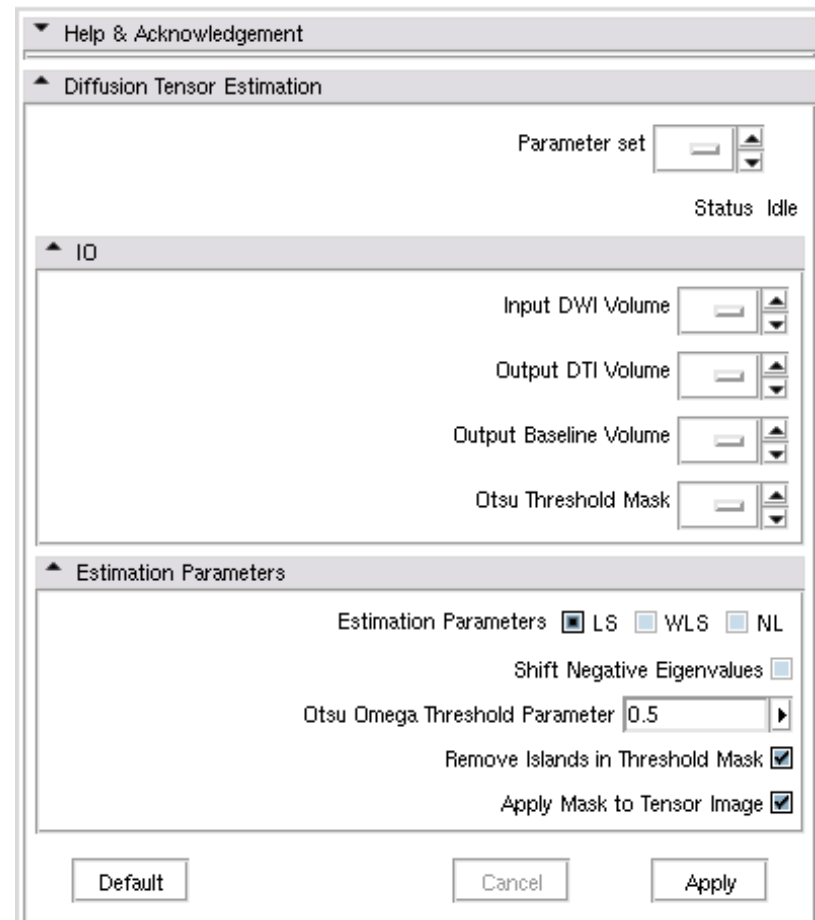 Help & Acknowledgement
Diffusion Tensor Estimation
Parameter set
Status Idle
IO
Input DWI Volume
Output DTI Volume
Output Baseline Volume
Otsu Threshold Mask
Estimation Parameters
Estimation Parameters LS WLS NL
Shift Negative Eigenvalues
Otsu Omega Threshold Parameter 0.5
Remove Islands in Threshold Mask
Apply Mask to Tensor Image
Default Cancel Apply